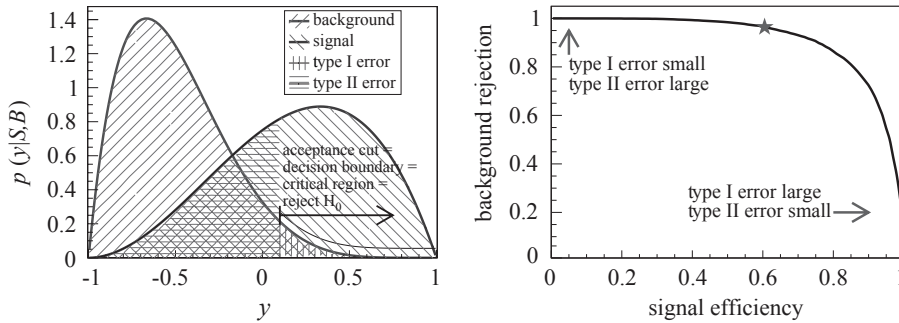 1.4
1.2
1.0
0.8
0.6
0.4
0.2
0
p (y|S,B)
background
signal
type I error
type II error
acceptance cut =
decision boundary =
critical region =
reject H0
-1
-0.5
0
0.5
1
y
1
0.8
0.6
0.4
0.2
0
background rejection
type I error small
type II error large
type I error large
type II error small
0
0.2
0.4
0.6
0.8
1
signal efficiency